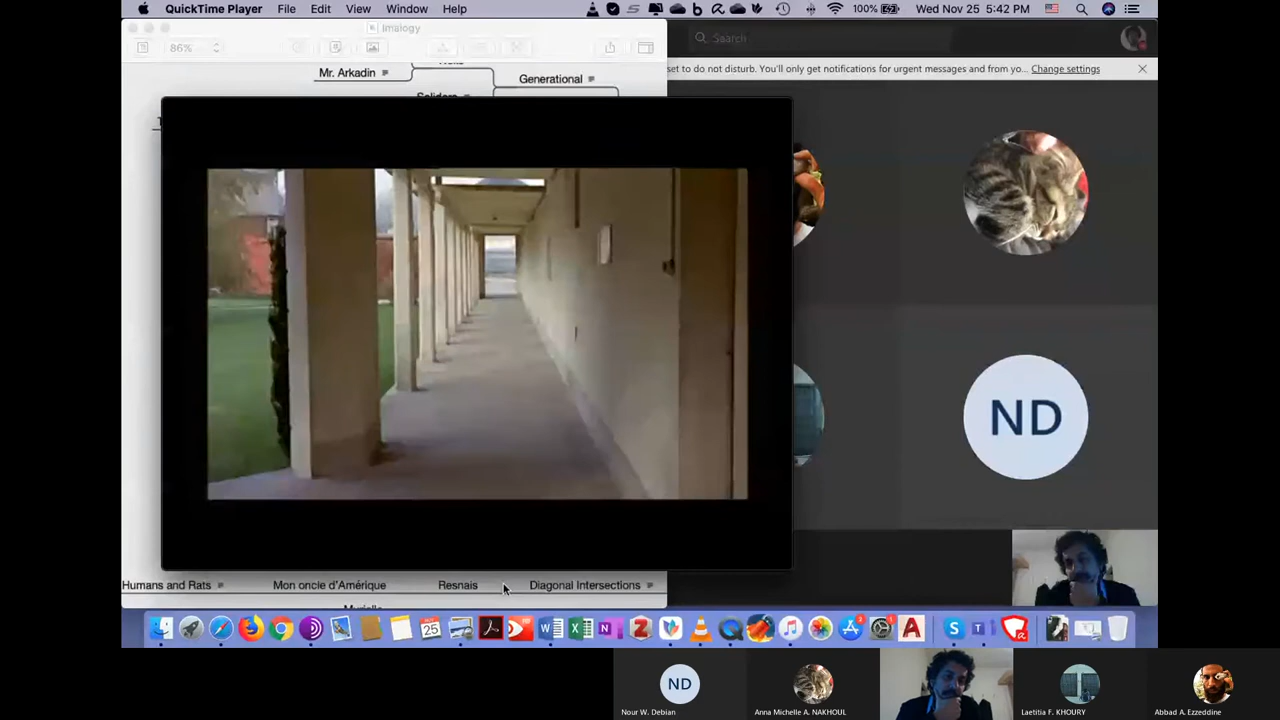 QuickTime Player File Edit View Window Help
100% Wed Nov 25 5:42 PM
Imalogy
86%
Search
set to do not disturb. You'll only get notifications for urgent messages and from yo... Change settings
Mr. Arkadin
Generational
ND
Humans and Rats
Mon oncle d'Amérique
Resnais
Diagonal Intersections
NOV
25
ND
Nour W. Debian
Anna Michelle A. NAKHOUL
Laetitia F. KHOURY
Abbad A. Ezzeddine